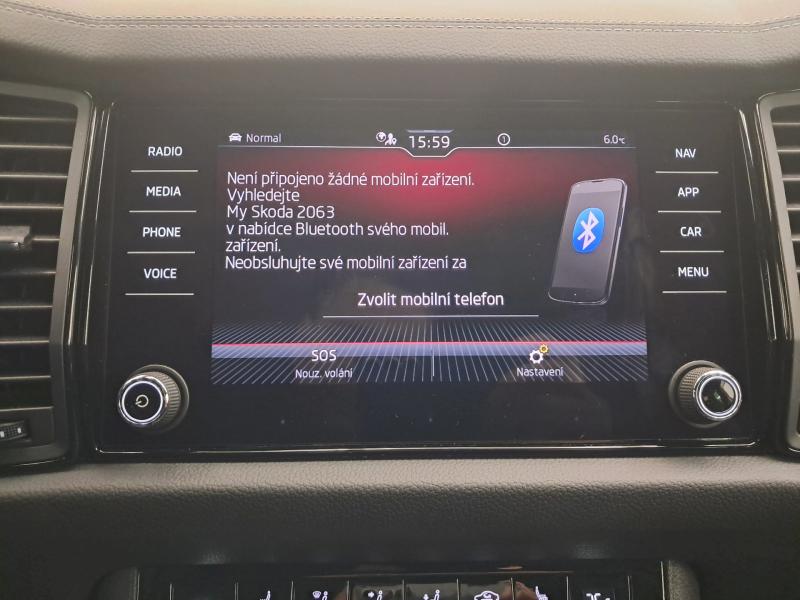 Normal
15:59
1
6.0°C
RADIO
MEDIA
PHONE
VOICE
Není připojeno žádné mobilní zařízení.
Vyhledejte
My Skoda 2063
v nabídce Bluetooth svého mobil.
zařízení.
Neobsluhujte své mobilní zařízení za
Zvolit mobilní telefon
SOS
Nouz. volání
Nastavení
NAV
APP
CAR
MENU